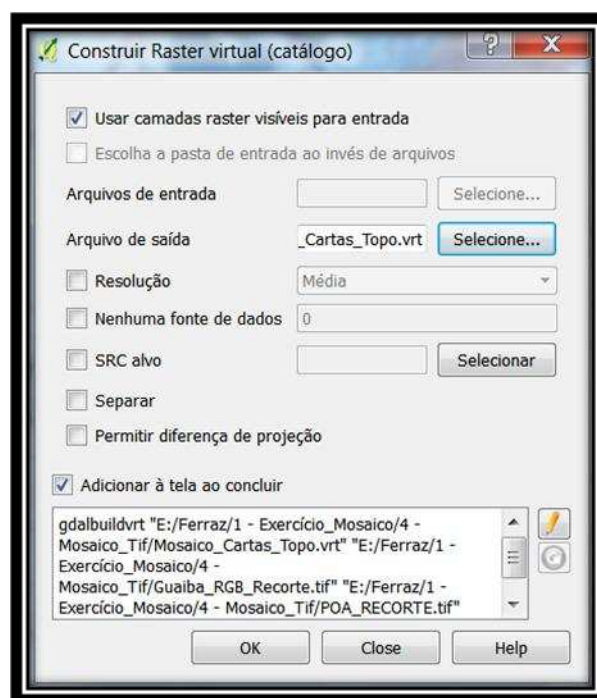 Construir Raster virtual (catálogo)
Usar camadas raster visíveis para entrada
Escolha a pasta de entrada ao invés de arquivos
Arquivos de entrada Selecione...
Arquivo de saída _Cartas_Topo.vrt Selecione...
Resolução Média
Nenhuma fonte de dados 0
SRC alvo Selecionar
Separar
Permitir diferença de projeção
Adicionar à tela ao concluir
gdalbuildvrt "E:/Ferraz/1 - Exercício_Mosaico/4 -
Mosaico_Tif/Mosaico_Cartas_Topo.vrt" "E:/Ferraz/1 -
Exercício_Mosaico/4 -
Mosaico_Tif/Guaiba_RGB_Recorte.tif" "E:/Ferraz/1 -
Exercício_Mosaico/4 - Mosaico_Tif/POA_RECORTE.tif"
OK Close Help